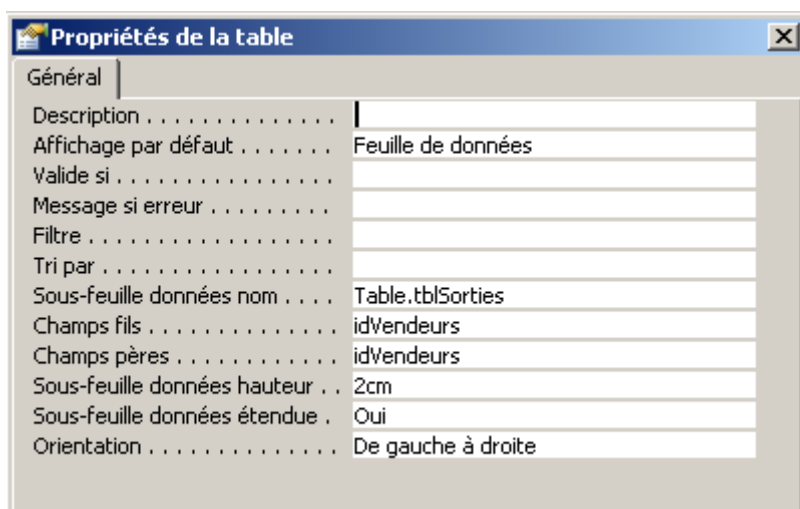 Propriétés de la table
Général
Description . . . . . . . . . . . . . .
Affichage par défaut . . . . . . . Feuille de données
Valide si . . . . . . . . . . . . . . . . .
Message si erreur . . . . . . . . .
Filtre . . . . . . . . . . . . . . . . . . .
Tri par . . . . . . . . . . . . . . . . . .
Sous-feuille données nom . . . . Table.tblSorties
Champs fils . . . . . . . . . . . . . . idVendeurs
Champs pères . . . . . . . . . . . . idVendeurs
Sous-feuille données hauteur . . 2cm
Sous-feuille données étendue . Oui
Orientation . . . . . . . . . . . . . . De gauche à droite